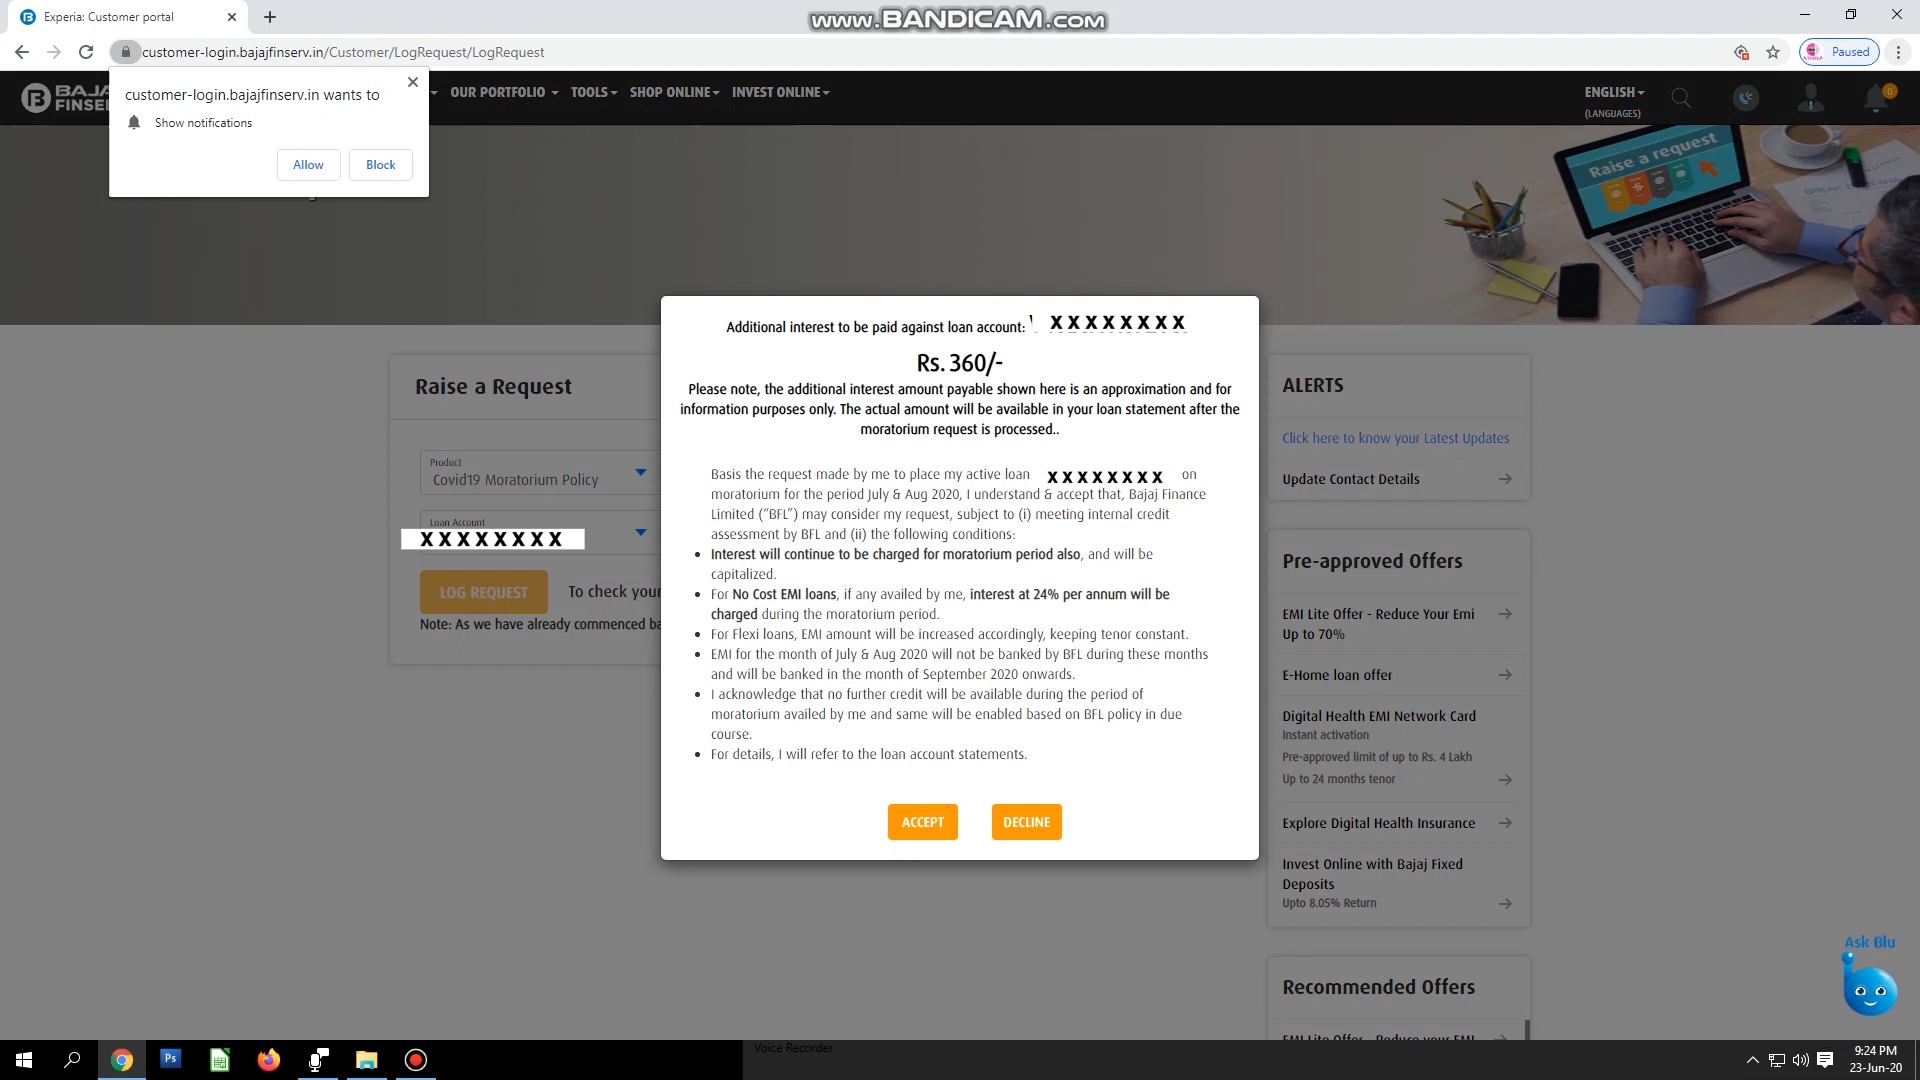 Experia: Customer portal
www.BANDICAM.com
customer-login.bajajfinserv.in/Customer/LogRequest/LogRequest
Paused
customer-login.bajajfinserv.in wants to
Show notifications
Allow
Block
OUR PORTFOLIO
TOOLS
SHOP ONLINE
INVEST ONLINE
ENGLISH
(LANGUAGES)
0
Raise a request
Raise a Request
Product
Covid19 Moratorium Policy
Loan Account
X X X X X X X X
LOG REQUEST
To check your
Note: As we have already commenced ba
Additional interest to be paid against loan account: X X X X X X X X
Rs. 360/-
Please note, the additional interest amount payable shown here is an approximation and for
information purposes only. The actual amount will be available in your loan statement after the
moratorium request is processed..
Basis the request made by me to place my active loan X X X X X X X X on
moratorium for the period July & Aug 2020, I understand & accept that, Bajaj Finance
Limited (“BFL”) may consider my request, subject to (i) meeting internal credit
assessment by BFL and (ii) the following conditions:
• Interest will continue to be charged for moratorium period also, and will be
capitalized.
• For No Cost EMI loans, if any availed by me, interest at 24% per annum will be
charged during the moratorium period.
• For Flexi loans, EMI amount will be increased accordingly, keeping tenor constant.
• EMI for the month of July & Aug 2020 will not be banked by BFL during these months
and will be banked in the month of September 2020 onwards.
• I acknowledge that no further credit will be available during the period of
moratorium availed by me and same will be enabled based on BFL policy in due
course.
• For details, I will refer to the loan account statements.
ACCEPT
DECLINE
ALERTS
Click here to know your Latest Updates
Update Contact Details
Pre-approved Offers
EMI Lite Offer - Reduce Your Emi
Up to 70%
E-Home loan offer
Digital Health EMI Network Card
Instant activation
Pre-approved limit of up to Rs. 4 Lakh
Up to 24 months tenor
Explore Digital Health Insurance
Invest Online with Bajaj Fixed
Deposits
Upto 8.05% Return
Recommended Offers
EMI Lite Offer - Reduce your EMI
Ask Blu
Voice Recorder
Ps
9:24 PM
23-Jun-20